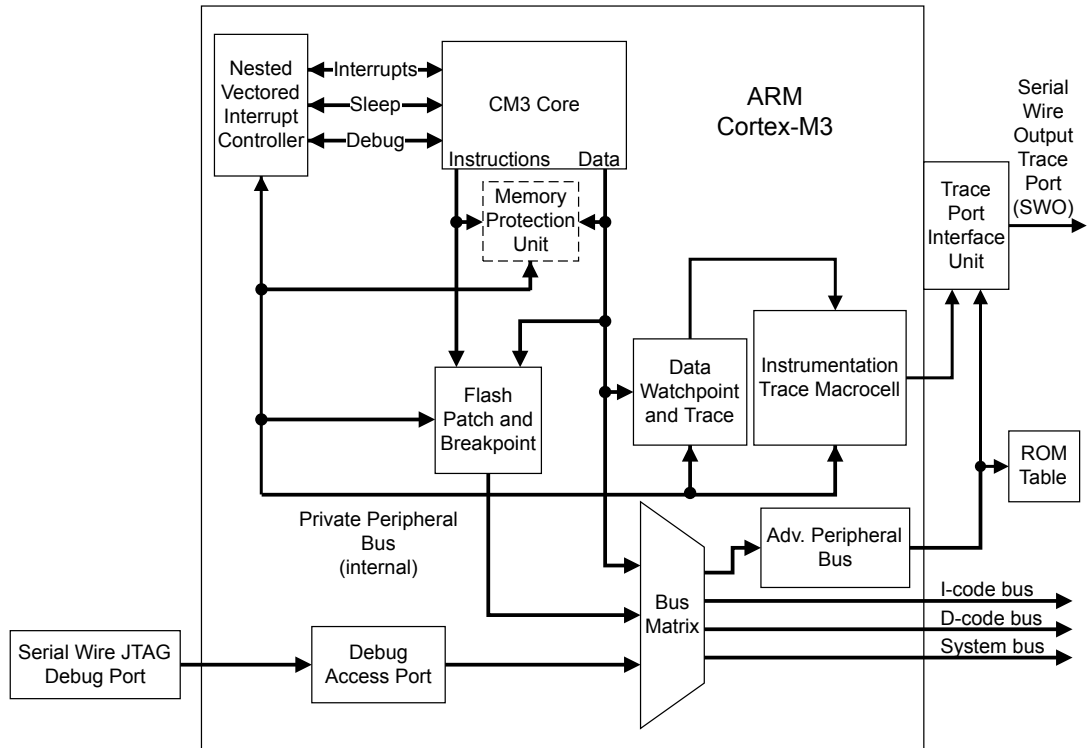 Nested
Vectored
Interrupt
Controller
Interrupts
Sleep
Debug
CM3 Core
Instructions
Data
ARM
Cortex-M3
Memory
Protection
Unit
Serial
Wire
Output
Trace
Port
(SWO)
Trace
Port
Interface
Unit
Flash
Patch and
Breakpoint
Data
Watchpoint
and Trace
Instrumentation
Trace Macrocell
ROM
Table
Private Peripheral
Bus
(internal)
Adv. Peripheral
Bus
Bus
Matrix
I-code bus
D-code bus
System bus
Serial Wire JTAG
Debug Port
Debug
Access Port